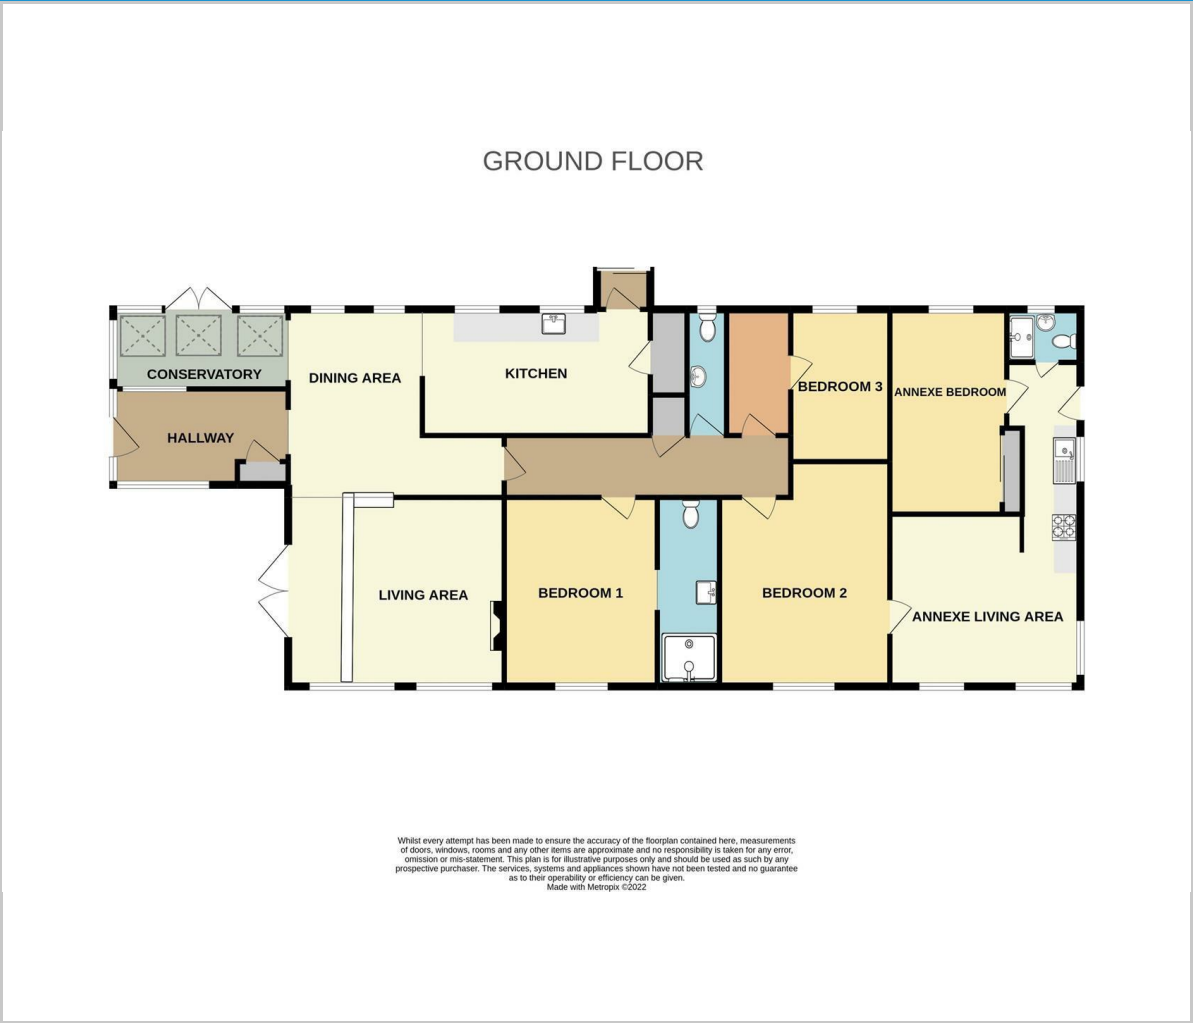 GROUND FLOOR
CONSERVATORY
DINING AREA
KITCHEN
BEDROOM 3
ANNEXE BEDROOM
HALLWAY
LIVING AREA
BEDROOM 1
BEDROOM 2
ANNEXE LIVING AREA
Whilst every attempt has been made to ensure the accuracy of the floorplan contained here, measurements
of doors, windows, rooms and any other items are approximate and no responsibility is taken for any error,
omission or mis-statement. This plan is for illustrative purposes only and should be used as such by any
prospective purchaser. The services, systems and appliances shown have not been tested and no guarantee
as to their operability or efficiency can be given.
Made with Metropix ©2022